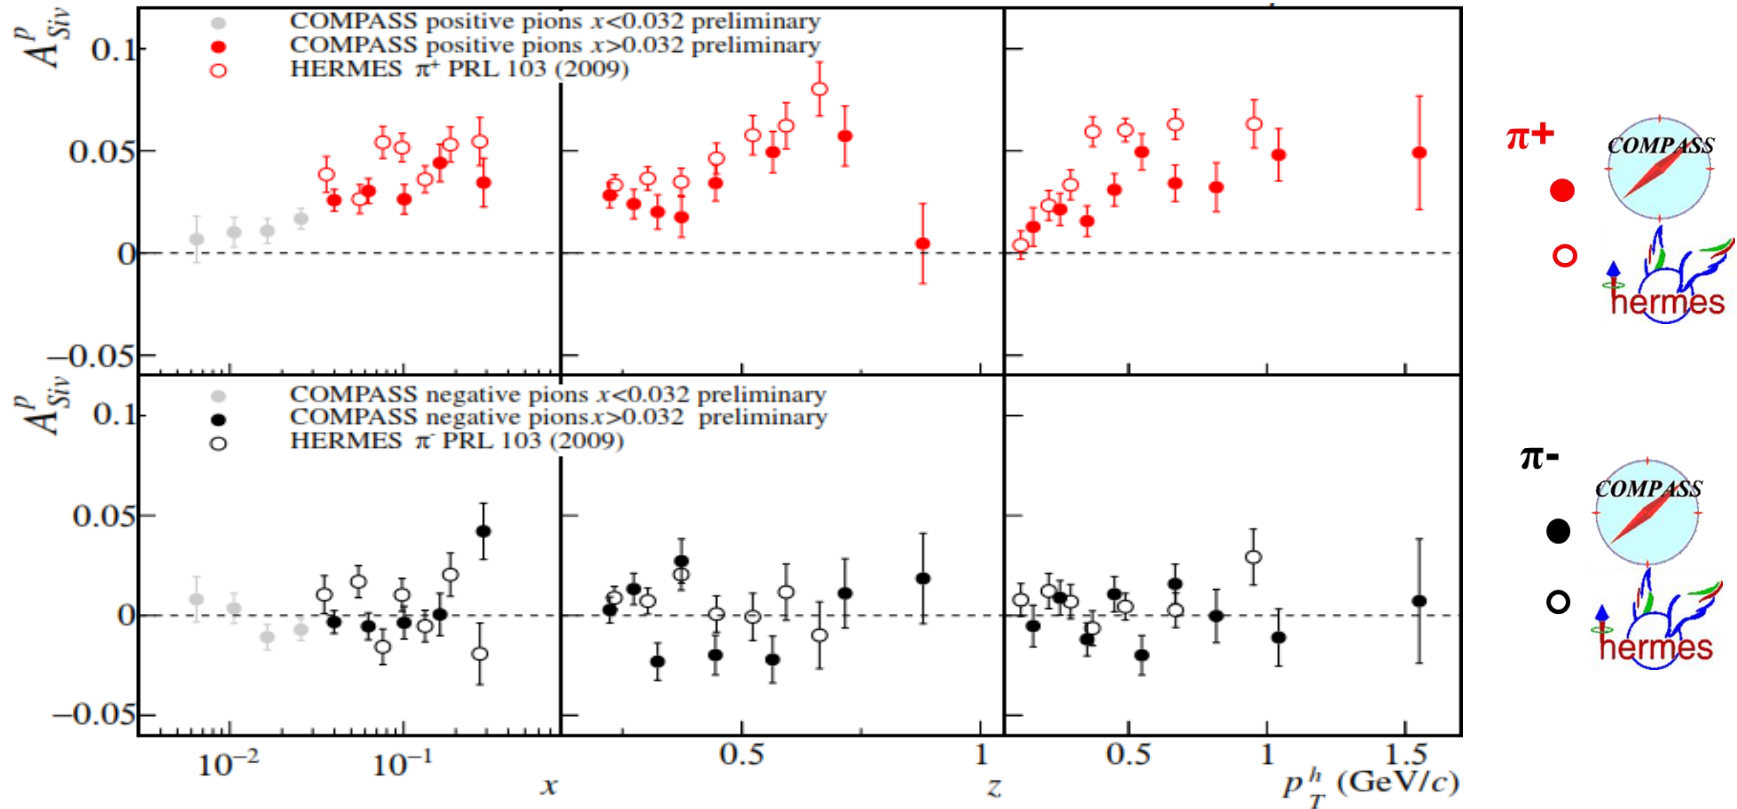 COMPASS positive pions x<0.032 preliminary
COMPASS positive pions x>0.032 preliminary
HERMES π+ PRL 103 (2009)
A^p_Siv
0.1
0.05
0
−0.05
π+
COMPASS
hermes
COMPASS negative pions x<0.032 preliminary
COMPASS negative pionsx>0.032 preliminary
HERMES π- PRL 103 (2009)
A^p_Siv
0.1
0.05
0
−0.05
π-
COMPASS
hermes
10^−2 10^−1 0.5 1 0.5 1 1.5
x z p^h_T (GeV/c)